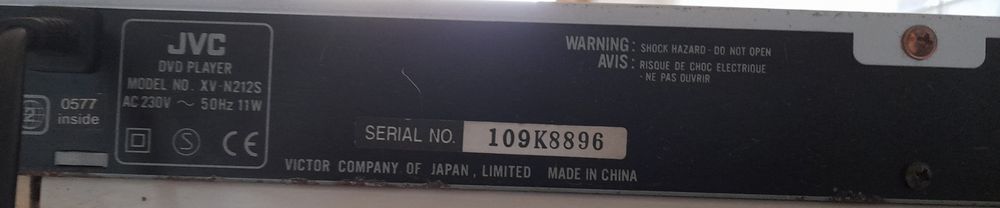 JVC
DVD PLAYER
MODEL NO. XV-N212S
AC 230V ～ 50Hz 11W
S
CE
2
0577
inside
WARNING: SHOCK HAZARD - DO NOT OPEN
AVIS: RISQUE DE CHOC ELECTRIQUE
- NE PAS OUVRIR
SERIAL NO. 109K8896
VICTOR COMPANY OF JAPAN, LIMITED MADE IN CHINA